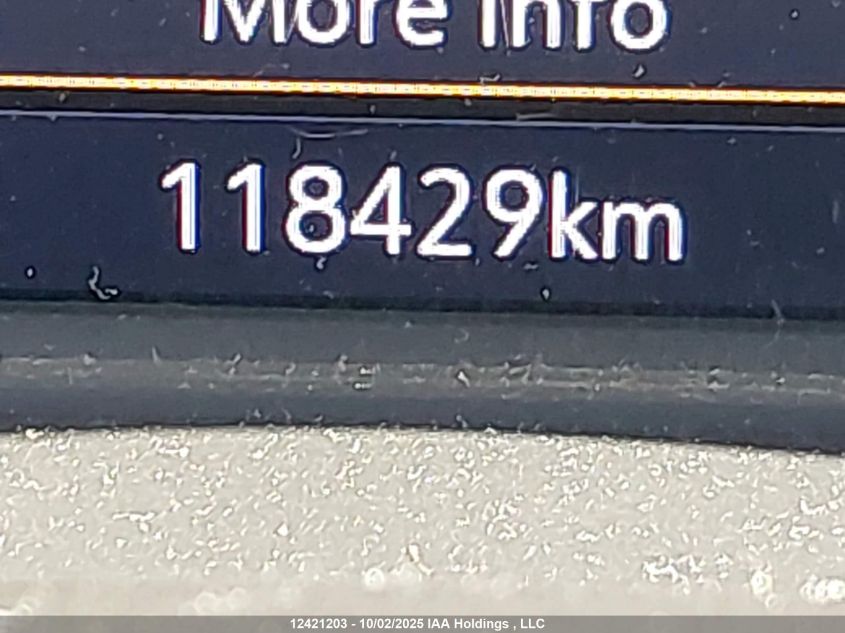 More Info
118429km
12421203 - 10/02/2025 IAA Holdings , LLC